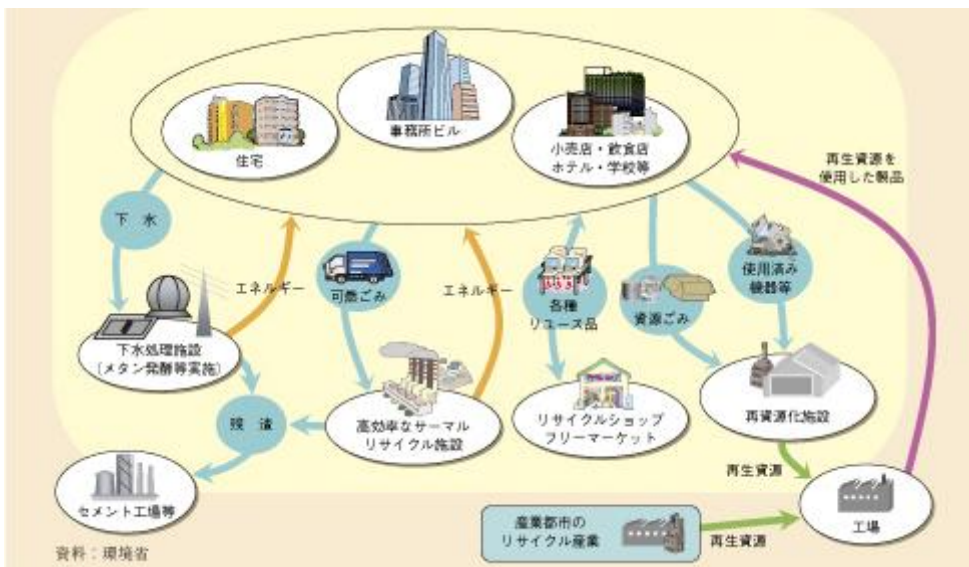 住宅
事務所ビル
小売店・飲食店
ホテル・学校等
再生資源を
使用した製品
下水
エネルギー
可燃ごみ
エネルギー
各種
リユース品
資源ごみ
使用済み
機器等
下水処理施設
（メタン発酵等実施）
残渣
高効率なサーマル
リサイクル施設
リサイクルショップ
フリーマーケット
再資源化施設
再生資源
セメント工場等
産業都市の
リサイクル産業
再生資源
工場
資料：環境省